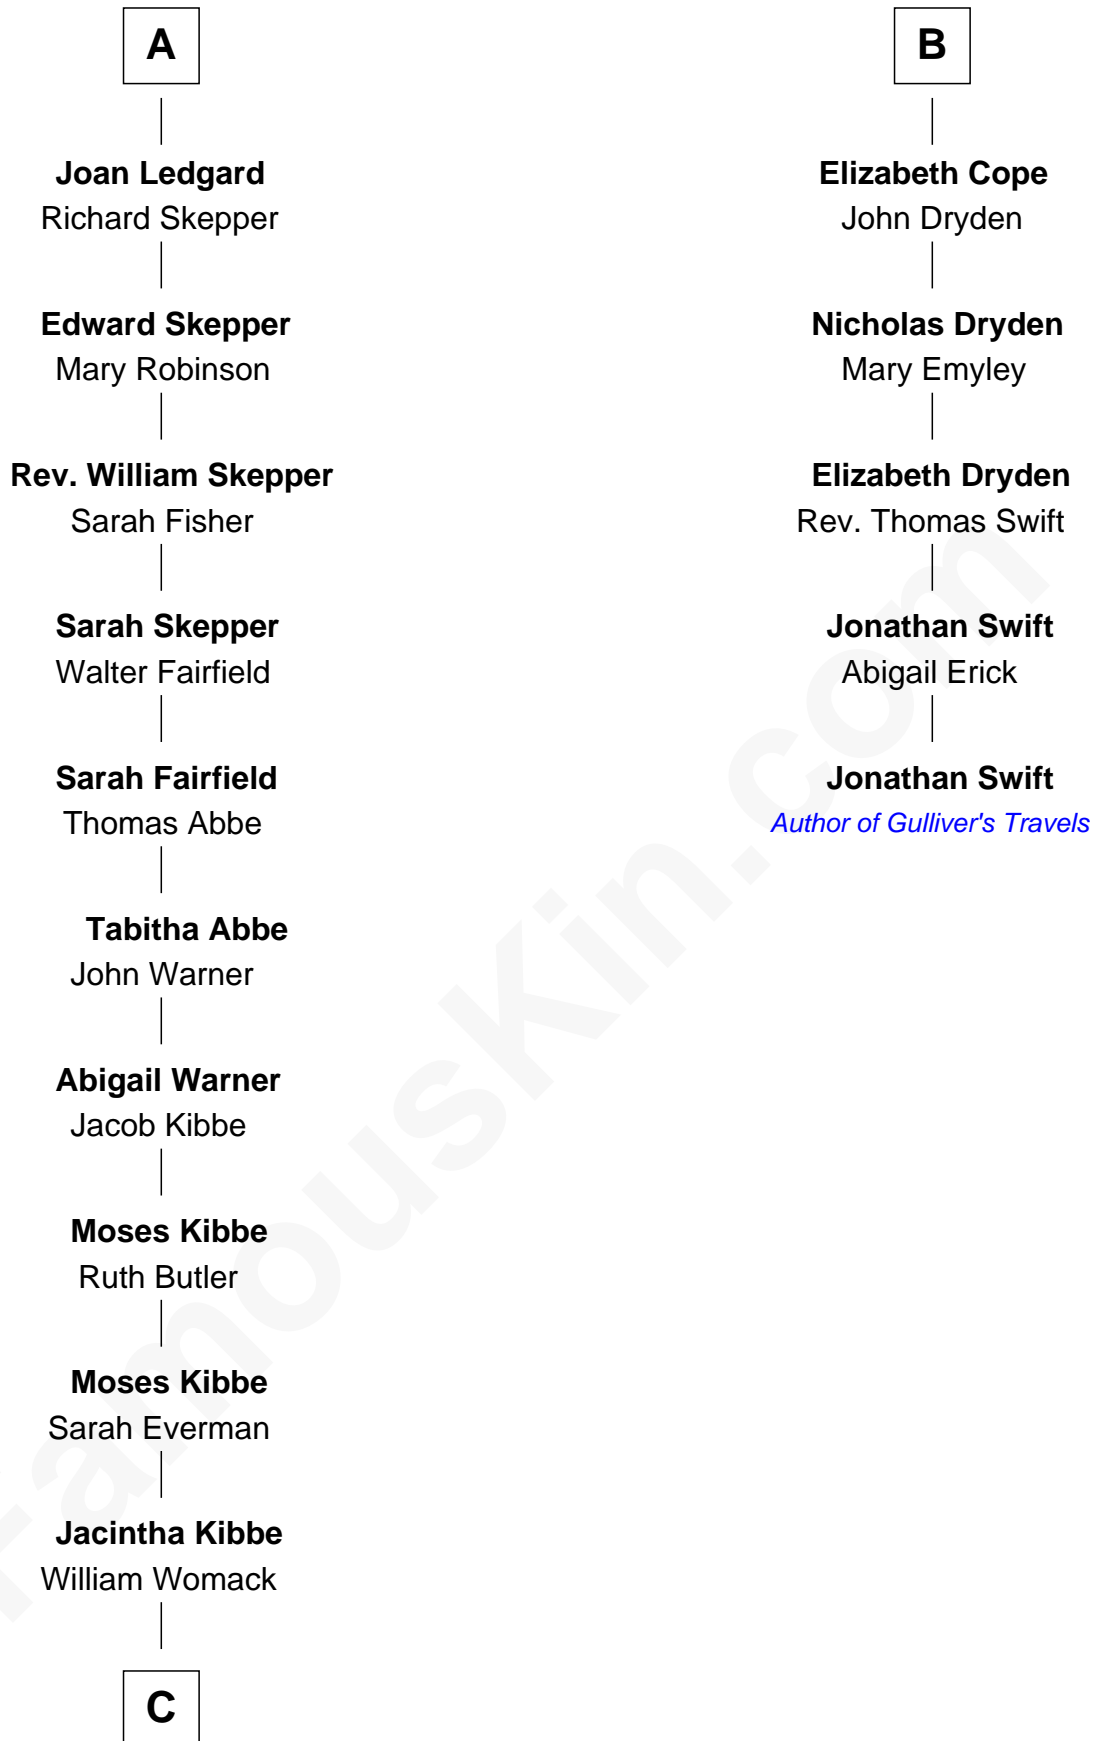 A
B
Joan Ledgard
Richard Skepper
Elizabeth Cope
John Dryden
Edward Skepper
Mary Robinson
Nicholas Dryden
Mary Emyley
Rev. William Skepper
Sarah Fisher
Elizabeth Dryden
Rev. Thomas Swift
Sarah Skepper
Walter Fairfield
Jonathan Swift
Abigail Erick
Sarah Fairfield
Thomas Abbe
Jonathan Swift
Author of Gulliver's Travels
Tabitha Abbe
John Warner
Abigail Warner
Jacob Kibbe
Moses Kibbe
Ruth Butler
Moses Kibbe
Sarah Everman
Jacintha Kibbe
William Womack
C
FamousKin.com